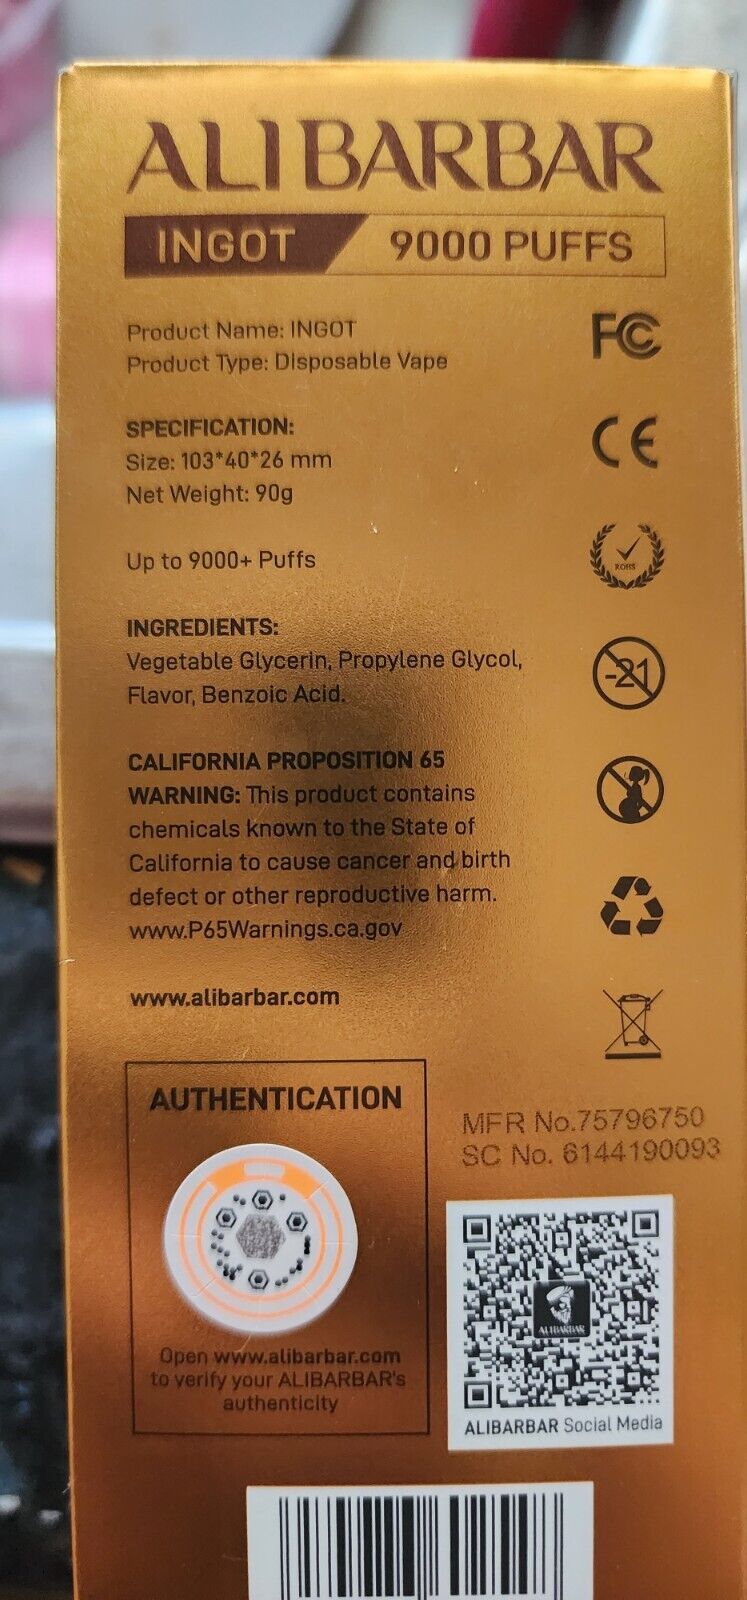 ALIBARBAR
INGOT 9000 PUFFS
Product Name: INGOT
Product Type: Disposable Vape
FC
CE
SPECIFICATION:
Size: 103*40*26 mm
Net Weight: 90g
Up to 9000+ Puffs
ROHS
INGREDIENTS:
Vegetable Glycerin, Propylene Glycol,
Flavor, Benzoic Acid.
-21
CALIFORNIA PROPOSITION 65
WARNING: This product contains
chemicals known to the State of
California to cause cancer and birth
defect or other reproductive harm.
www.P65Warnings.ca.gov
www.alibarbar.com
AUTHENTICATION
Open www.alibarbar.com
to verify your ALIBARBAR's
authenticity
MFR No.75796750
SC No. 6144190093
ALIBARBAR
ALIBARBAR Social Media